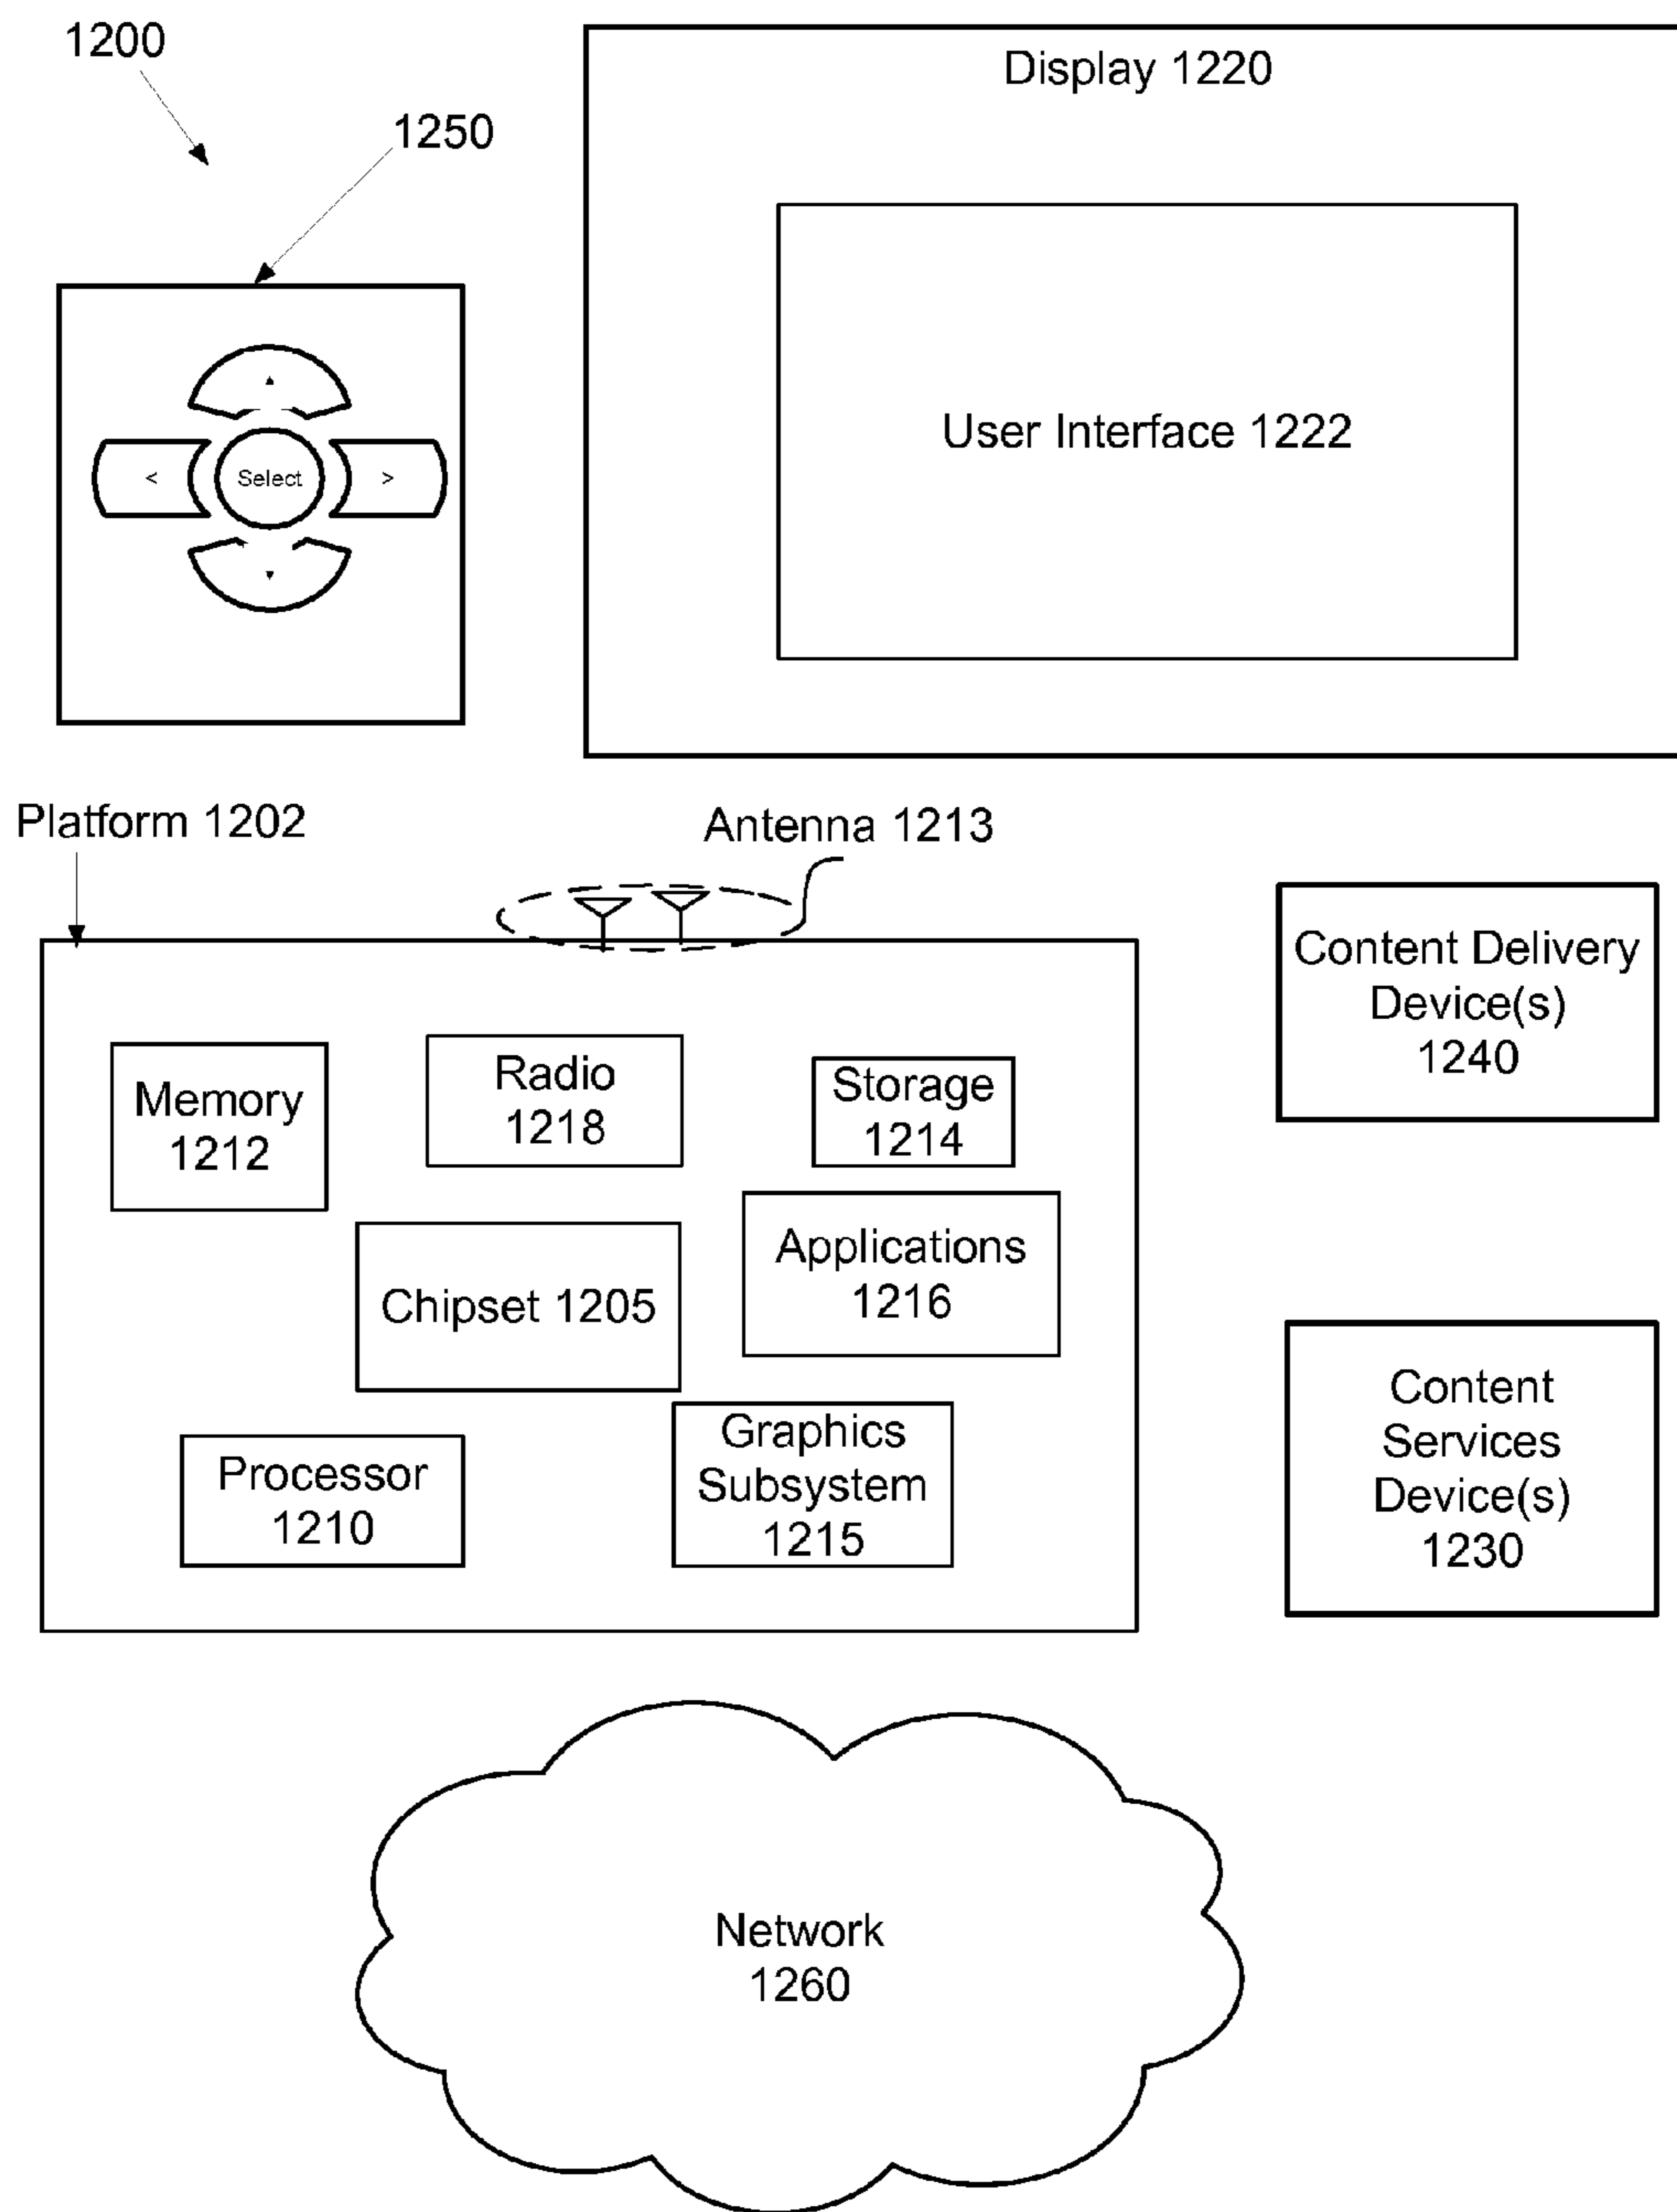 1200
1250
Display 1220
User Interface 1222
<
Select
>
Platform 1202
Antenna 1213
Memory
1212
Radio
1218
Storage
1214
Chipset 1205
Applications
1216
Processor
1210
Graphics
Subsystem
1215
Content Delivery
Device(s)
1240
Content
Services
Device(s)
1230
Network
1260